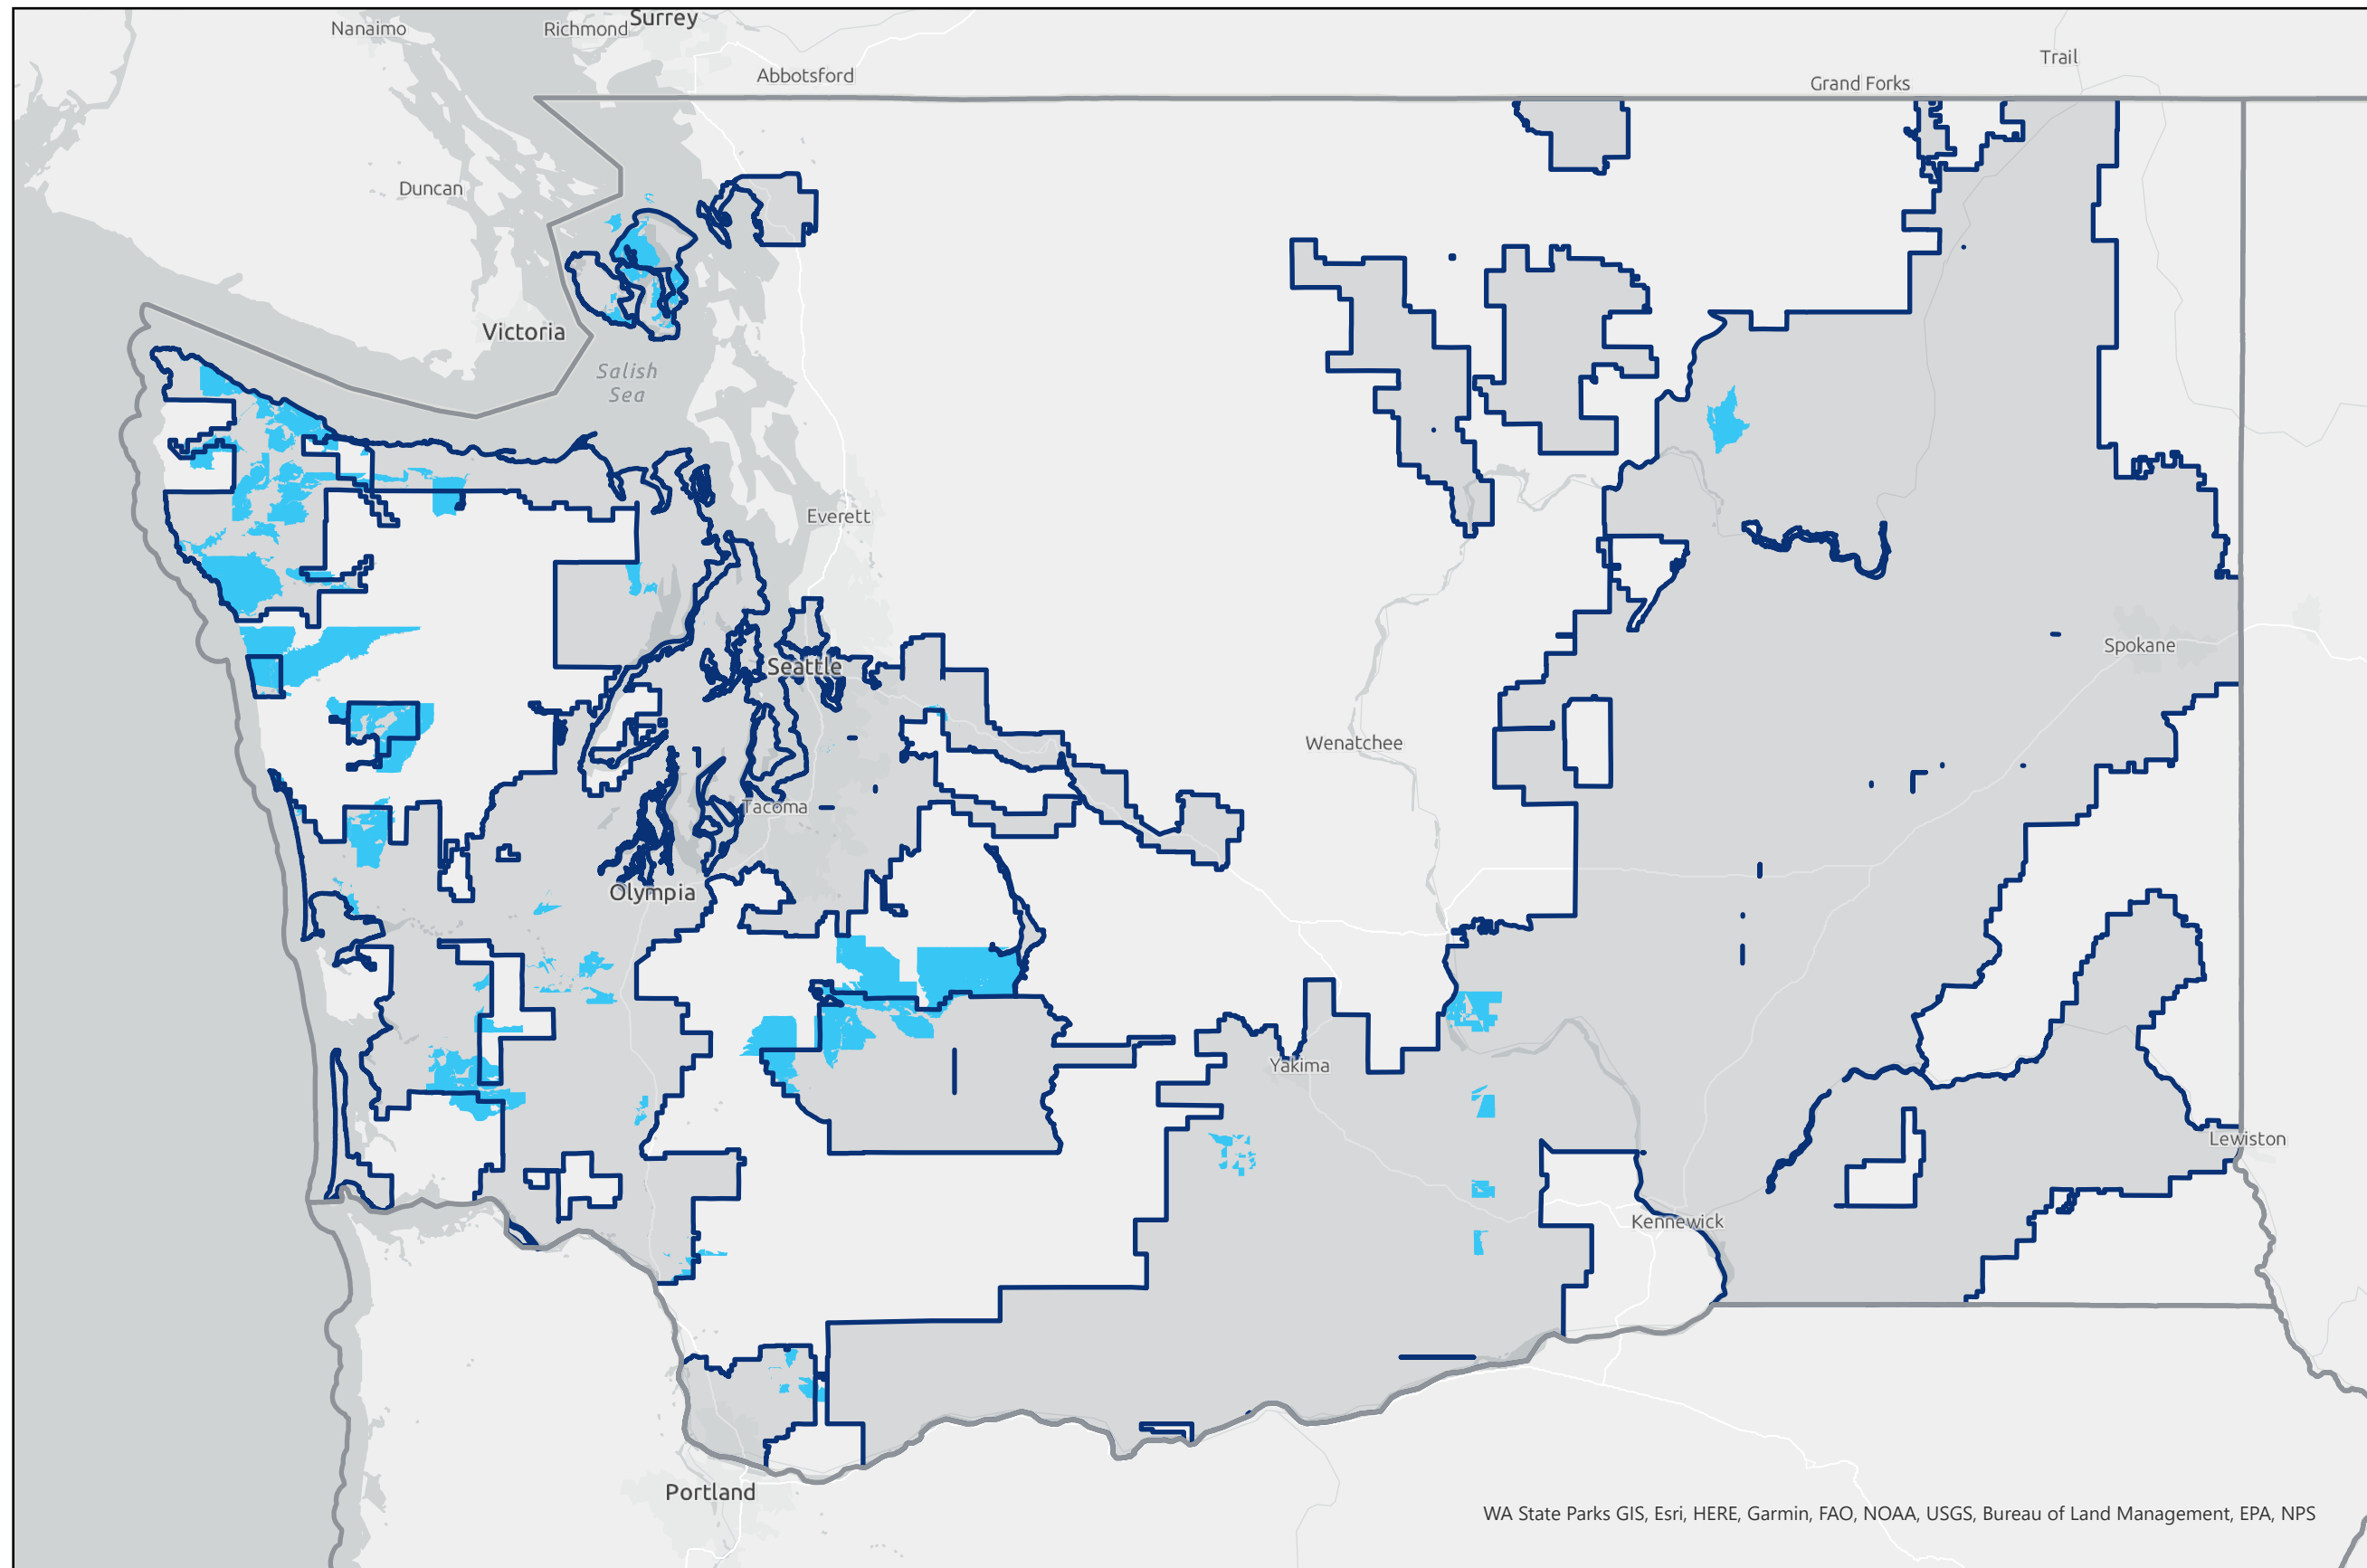 Surrey
Nanaimo
Richmond
Trail
Abbotsford
Grand Forks
Duncan
Victoria
Salish
Sea
Everett
Spokane
Seattle
Wenatchee
Tacoma
Olympia
Yakima
Lewiston
Kennewick
Portland
WA State Parks GIS, Esri, HERE, Garmin, FAO, NOAA, USGS, Bureau of Land Management, EPA, NPS